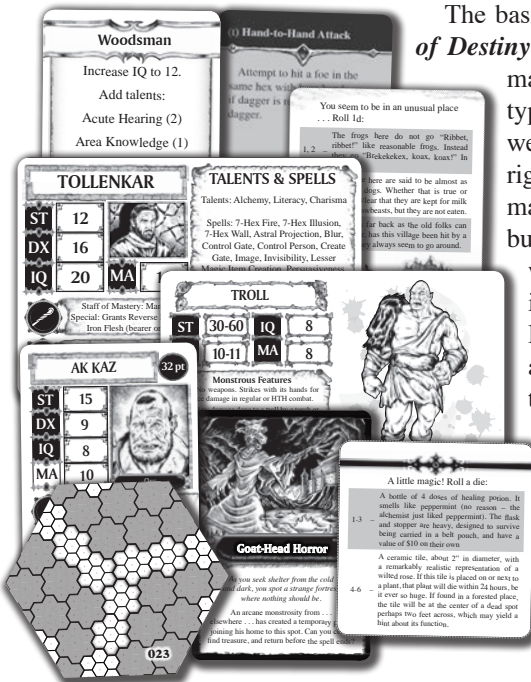 The bas
of Destiny
ma
typ
we
rig
ma
bu
Woodsman
Increase IQ to 12.
Add talents:
Acute Hearing (2)
Area Knowledge (1)
(t) Hand-to-Hand Attack
Attempt to hit a foe in the
same hex with
if dagger is
dagger.
You seem to be in an unusual place
. . . Roll 1d:
1, 2 –
The frogs here do not go “Ribbet,
ribbet!” like reasonable frogs. Instead
they go “Brekekekex, koax, koax!” In
here are said to be almost as
dogs. Whether that is true or
clear that they are kept for milk
beasts, but they are not eaten.
far back as the old folks can
has this village been hit by a
always seem to go around.
TOLLENKAR
ST 12
DX 16
IQ 20 MA
Staff of Mastery:
Special: Grants Reverse
Iron Flesh (bearer
TALENTS & SPELLS
Talents: Alchemy, Literacy, Charisma
Spells: 7-Hex Fire, 7-Hex Illusion,
7-Hex Wall, Astral Projection, Blur,
Control Gate, Control Person, Create
Gate, Image, Invisibility, Lesser
Magic Item Creation, Persuasiveness
TROLL
ST 30-60 IQ 8
10-11 MA 8
Monstrous Features
No weapons. Strikes with its hands for
damage in regular or HTH combat.
AK KAZ
32 pt
ST 15
DX 9
IQ 8
MA 10
Goat-Head Horror
As you seek shelter from the cold
and dark, you spot a strange fortress
where nothing should be.
An arcane monstrosity from . . .
elsewhere . . . has created a temporary
joining his home to this spot. Can you
find treasure, and return before the spell ends?
023
A little magic! Roll a die:
1-3 –
A bottle of 4 doses of healing potion. It
smells like peppermint (no reason – the
alchemist just liked peppermint). The flask
and stopper are heavy, designed to survive
being carried in a belt pouch, and have a
value of $10 on their own
4-6 –
A ceramic tile, about 2" in diameter, with
a remarkably realistic representation of a
wilted rose. If this tile is placed on or next to
a plant, that plant will die within 24 hours, be
it ever so huge. If found in a forested place,
the tile will be at the center of a dead spot
perhaps two feet across, which may yield a
hint about its function.